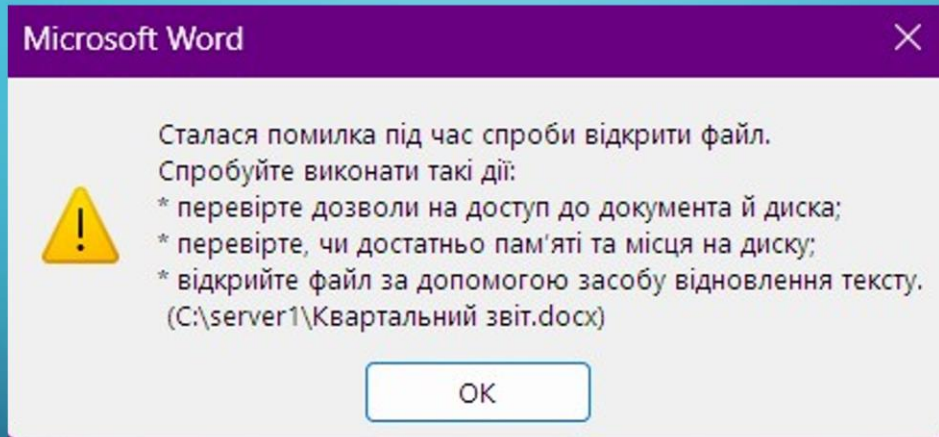 Microsoft Word
Сталася помилка під час спроби відкрити файл.
Спробуйте виконати такі дії:
* перевірте дозволи на доступ до документа й диска;
* перевірте, чи достатньо пам'яті та місця на диску;
* відкрийте файл за допомогою засобу відновлення тексту.
(C:\server1\Квартальний звіт.docx)
ОК